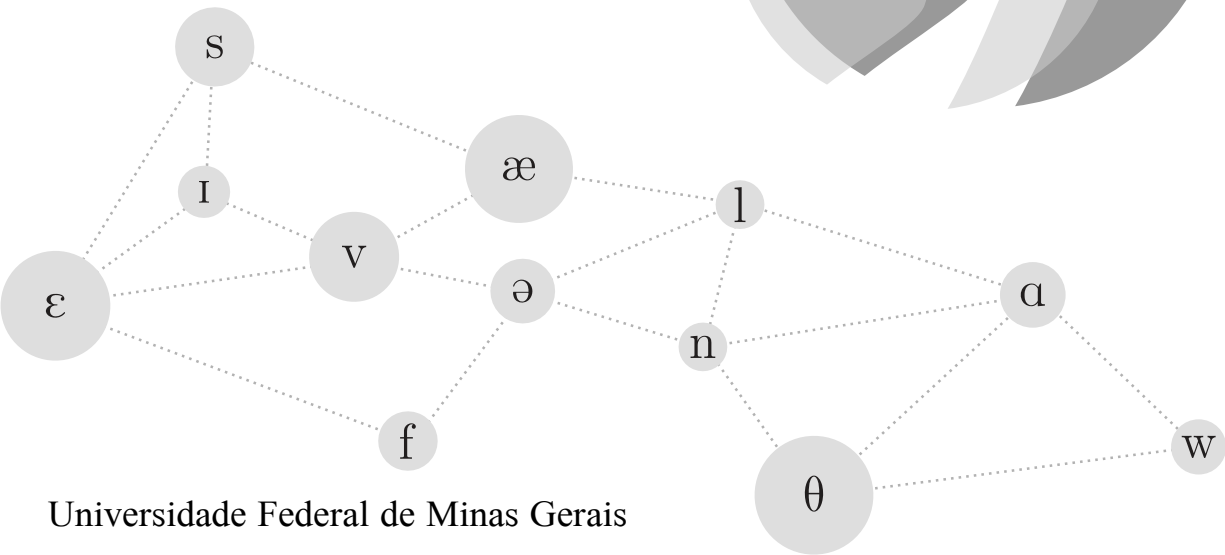 s
æ
ɪ
l
v
ɛ
ə
ɑ
n
f
w
θ
Universidade Federal de Minas Gerais